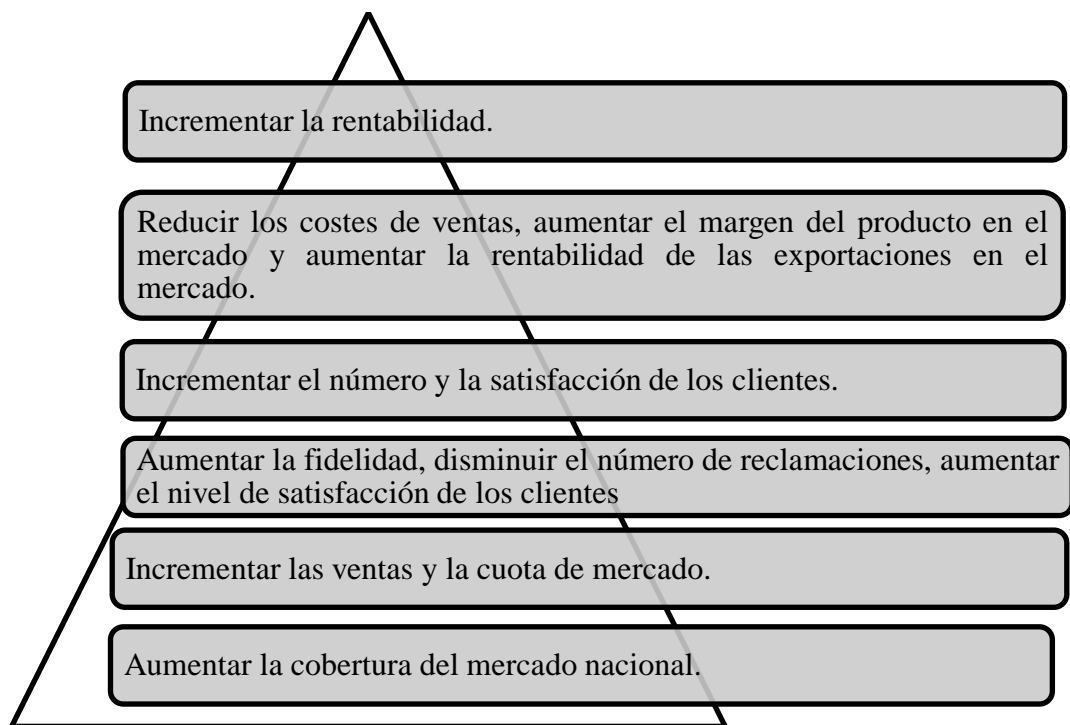 Incrementar la rentabilidad.
Reducir los costes de ventas, aumentar el margen del producto en el
mercado y aumentar la rentabilidad de las exportaciones en el
mercado.
Incrementar el número y la satisfacción de los clientes.
Aumentar la fidelidad, disminuir el número de reclamaciones, aumentar
el nivel de satisfacción de los clientes
Incrementar las ventas y la cuota de mercado.
Aumentar la cobertura del mercado nacional.